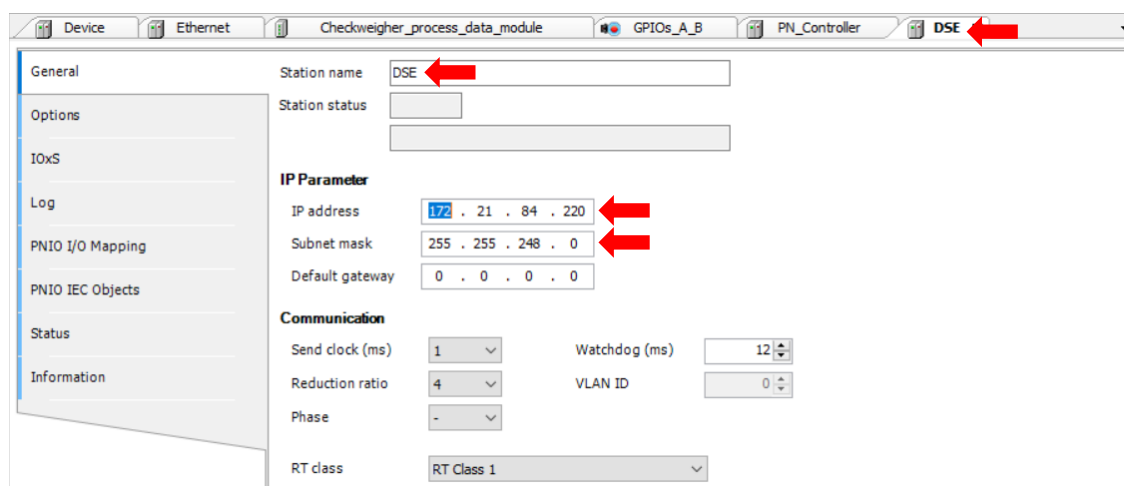 Device Ethernet Checkweigher_process_data_module GPIOs_A_B PN_Controller DSE
General
Options
IOxS
Log
PNIO I/O Mapping
PNIO IEC Objects
Status
Information
Station name DSE
Station status
IP Parameter
IP address 172 . 21 . 84 . 220
Subnet mask 255 . 255 . 248 . 0
Default gateway 0 . 0 . 0 . 0
Communication
Send clock (ms) 1 Watchdog (ms) 12
Reduction ratio 4 VLAN ID 0
Phase -
RT class RT Class 1